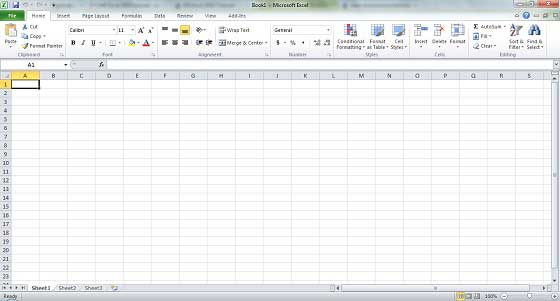 Book1 - Microsoft Excel
File Home Insert Page Layout Formulas Data Review View Add-Ins
Cut Calibri 11 A A Wrap Text General Σ AutoSum
Copy Fill
Paste Format Painter B I U Merge & Center $ % , Conditional Formatting Format as Table Cell Styles Insert Delete Format Clear Sort & Filter Find & Select
Clipboard Font Alignment Number Styles Cells Editing
A1 fx
A B C D E F G H I J K L M N O P Q R S
1
2
3
4
5
6
7
8
9
10
11
12
13
14
15
16
17
18
19
20
21
22
23
Sheet1 Sheet2 Sheet3
Ready 100%